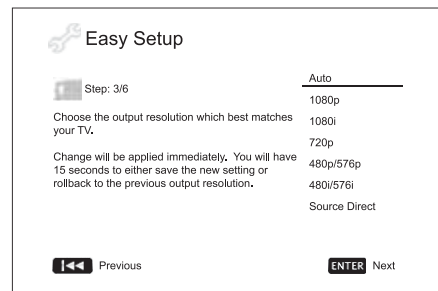 Easy Setup
Step: 3/6
Choose the output resolution which best matches
your TV.
Change will be applied immediately. You will have
15 seconds to either save the new setting or
rollback to the previous output resolution.
Auto
1080p
1080i
720p
480p/576p
480i/576i
Source Direct
Previous
ENTER Next